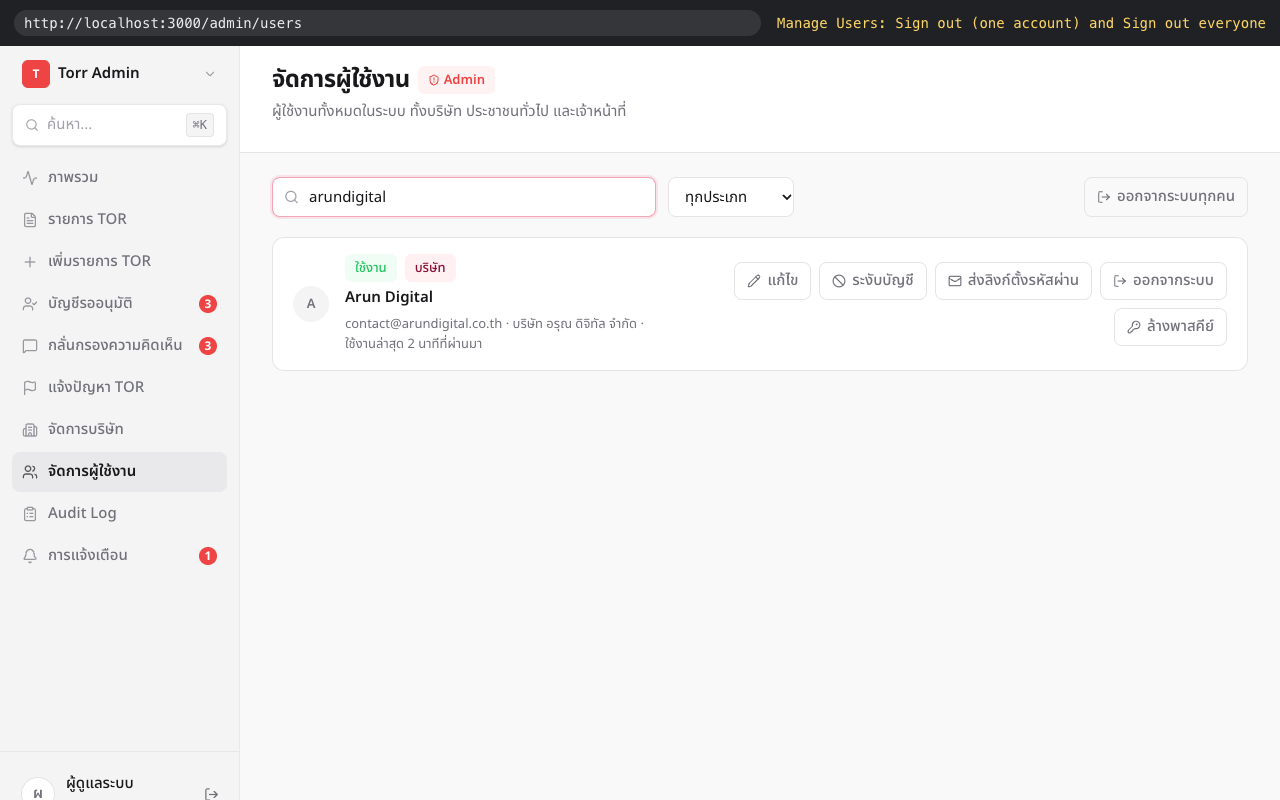 http://localhost:3000/admin/users
Manage Users: Sign out (one account) and Sign out everyone
T
Torr Admin
ค้นหา...
⌘K
ภาพรวม
รายการ TOR
เพิ่มรายการ TOR
บัญชีรออนุมัติ
3
กลั่นกรองความคิดเห็น
3
แจ้งปัญหา TOR
จัดการบริษัท
จัดการผู้ใช้งาน
Audit Log
การแจ้งเตือน
1
ผ
ผู้ดูแลระบบ
จัดการผู้ใช้งาน
Admin
ผู้ใช้งานทั้งหมดในระบบ ทั้งบริษัท ประชาชนทั่วไป และเจ้าหน้าที่
arundigital
ทุกประเภท
ออกจากระบบทุกคน
A
ใช้งาน
บริษัท
Arun Digital
contact@arundigital.co.th · บริษัท อรุณ ดิจิทัล จำกัด ·
ใช้งานล่าสุด 2 นาทีที่ผ่านมา
แก้ไข
ระงับบัญชี
ส่งลิงก์ตั้งรหัสผ่าน
ออกจากระบบ
ล้างพาสคีย์